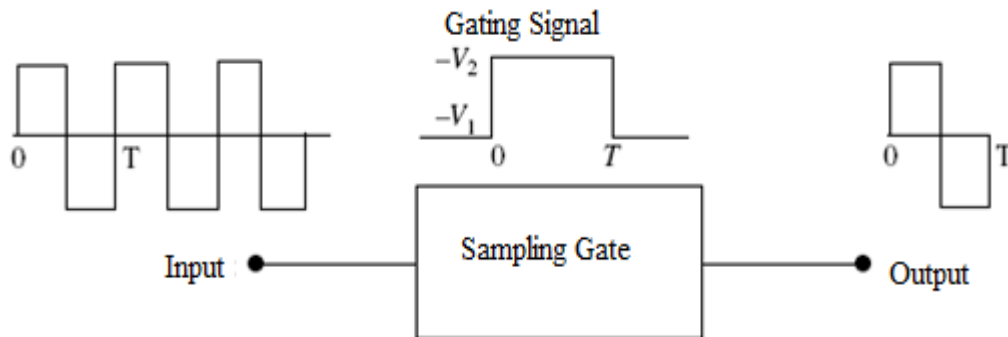 Gating Signal
–V2
–V1
0 T
0 T
0 T
Sampling Gate
Input
Output